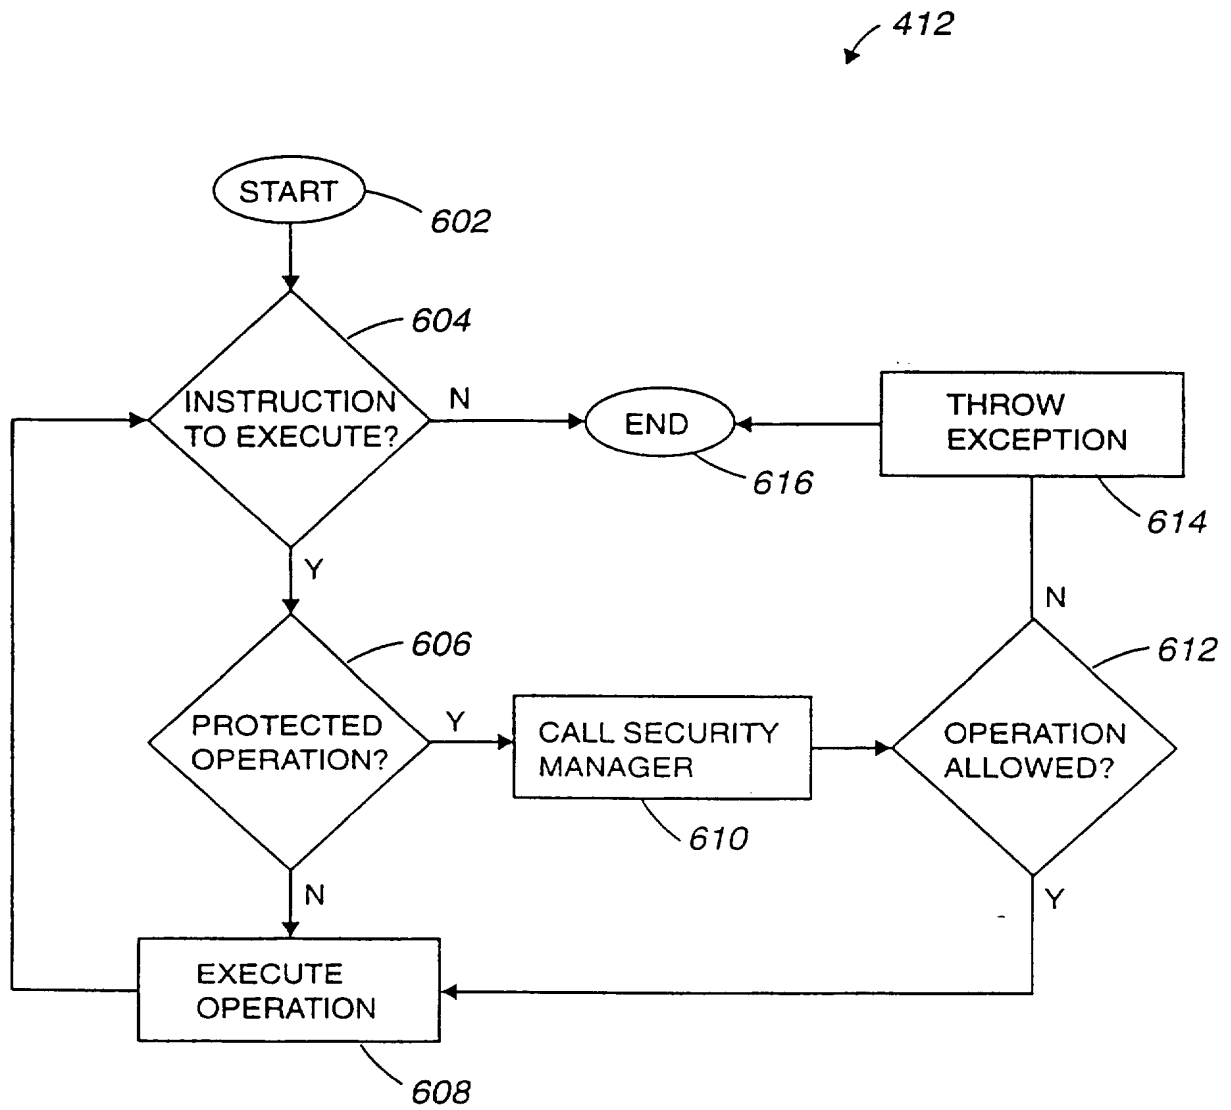 412
START
602
604
INSTRUCTION
TO EXECUTE?
N
END
616
THROW
EXCEPTION
614
Y
N
606
612
PROTECTED
OPERATION?
Y
CALL SECURITY
MANAGER
610
OPERATION
ALLOWED?
N
Y
EXECUTE
OPERATION
608